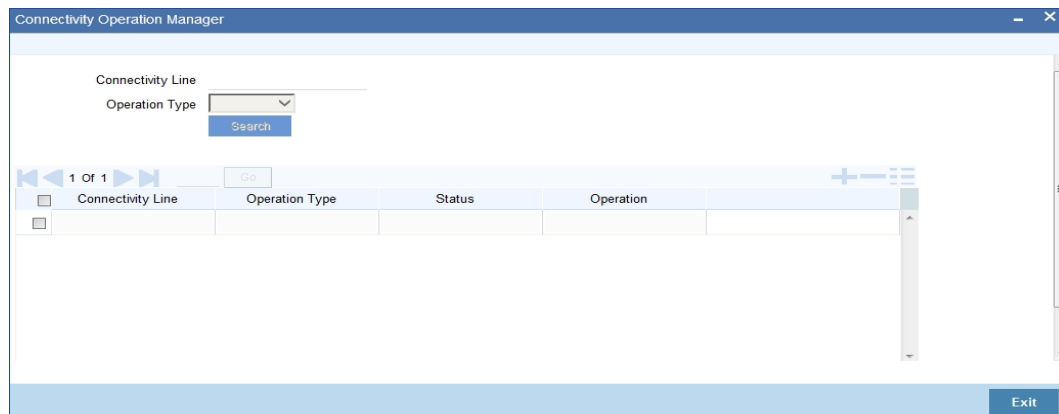 Connectivity Operation Manager
Connectivity Line
Operation Type
Search
1 Of 1 Go
Connectivity Line Operation Type Status Operation
Exit